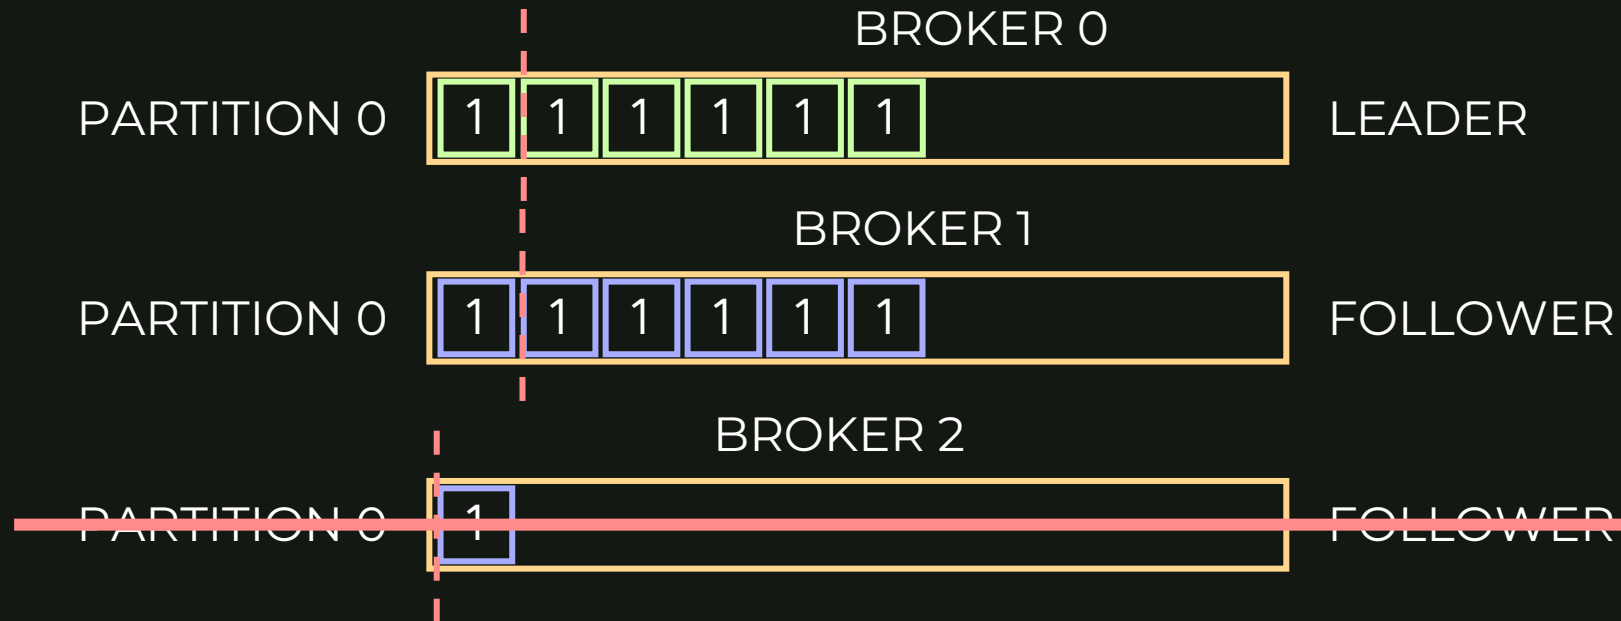 BROKER 0
PARTITION 0 1 1 1 1 1 1 LEADER
BROKER 1
PARTITION 0 1 1 1 1 1 1 FOLLOWER
BROKER 2
PARTITION 0 1 FOLLOWER